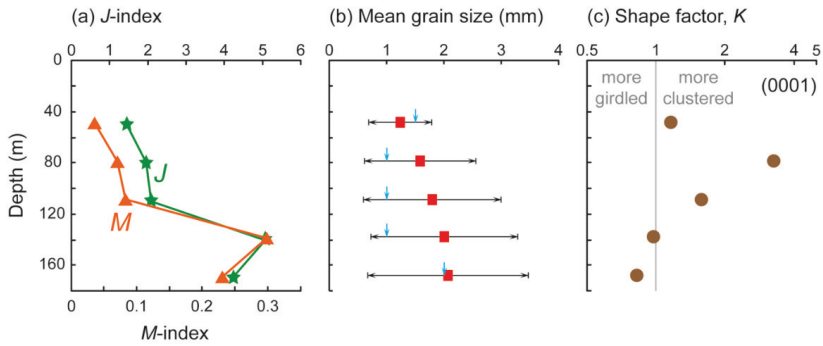 (a) J-index
0 1 2 3 4 5 6
(b) Mean grain size (mm)
0 1 2 3 4
(c) Shape factor, K
0.5 1 2 3 4 5
Depth (m)
0
40
80
120
160
J
M
more
girdled
more
clustered
(0001)
0 0.1 0.2 0.3
M-index